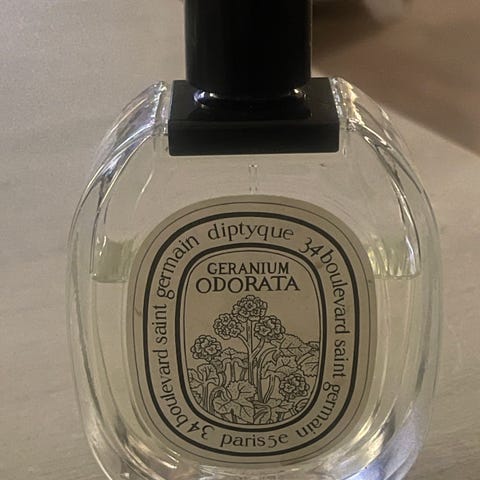 diptyque 34 boulevard saint germain paris 5e 34 boulevard saint germain
GERANIUM
ODORATA